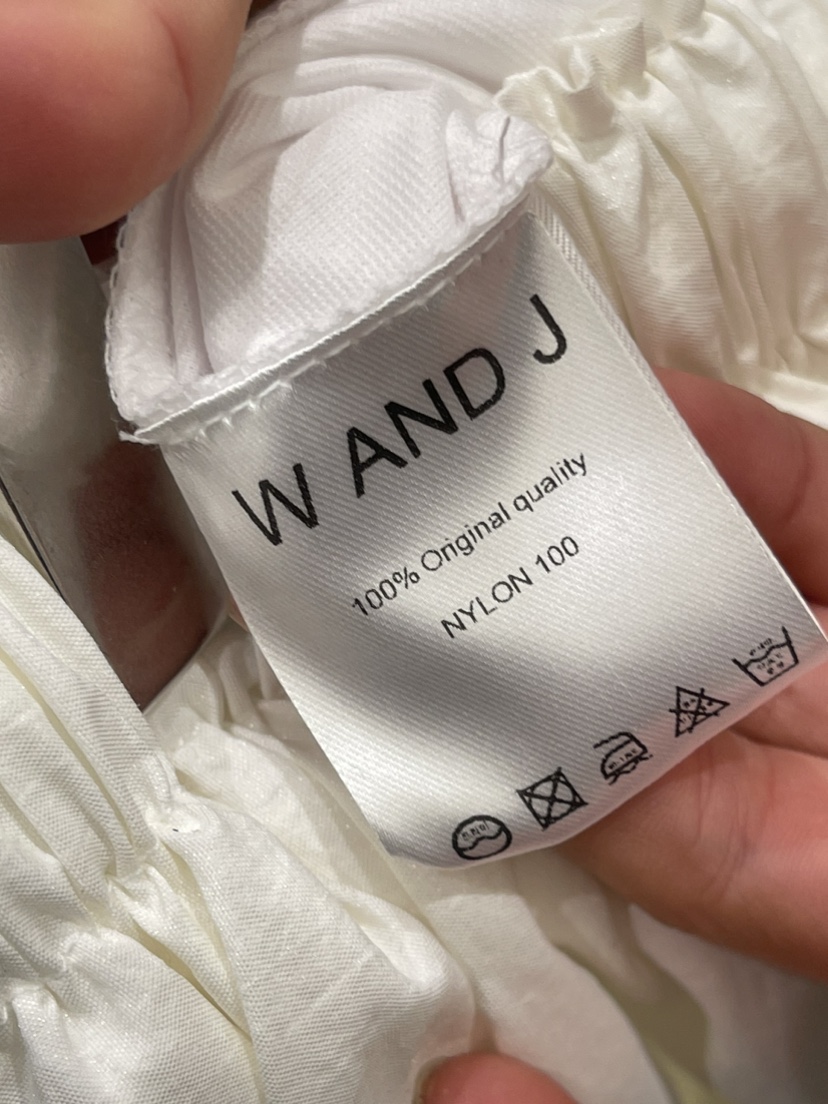 W AND J
100% Original quality
NYLON 100